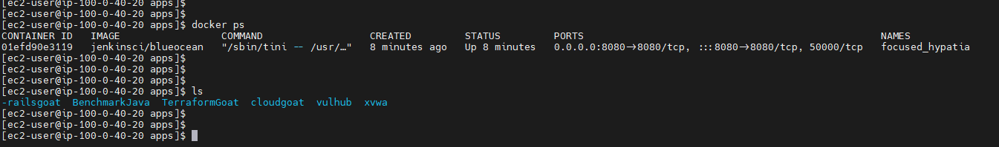 [ec2-user@ip-100-0-40-20 apps]$
[ec2-user@ip-100-0-40-20 apps]$
[ec2-user@ip-100-0-40-20 apps]$ docker ps
CONTAINER ID   IMAGE                 COMMAND                  CREATED         STATUS         PORTS                                                  NAMES
01efd90e3119   jenkinsci/blueocean   "/sbin/tini -- /usr/…"   8 minutes ago   Up 8 minutes   0.0.0.0:8080->8080/tcp, :::8080->8080/tcp, 50000/tcp   focused_hypatia
[ec2-user@ip-100-0-40-20 apps]$
[ec2-user@ip-100-0-40-20 apps]$
[ec2-user@ip-100-0-40-20 apps]$
[ec2-user@ip-100-0-40-20 apps]$ ls
-railsgoat  BenchmarkJava  TerraformGoat  cloudgoat  vulhub  xvwa
[ec2-user@ip-100-0-40-20 apps]$
[ec2-user@ip-100-0-40-20 apps]$
[ec2-user@ip-100-0-40-20 apps]$